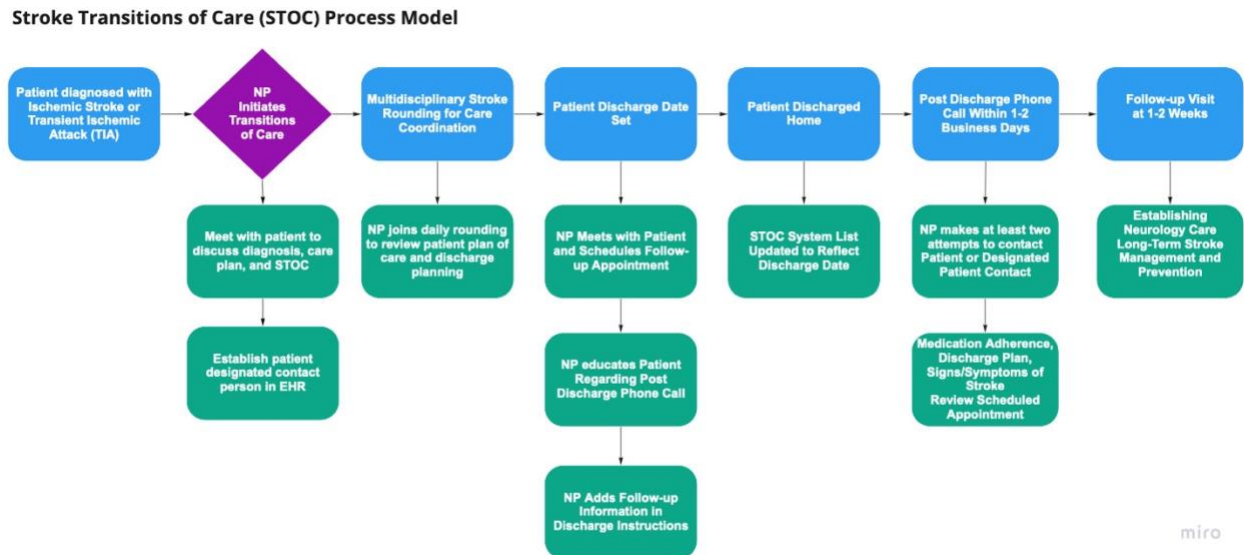 Stroke Transitions of Care (STOC) Process Model
Patient diagnosed with
Ischemic Stroke or
Transient Ischemic
Attack (TIA)
NP
Initiates
Transitions
of Care
Multidisciplinary Stroke
Rounding for Care
Coordination
Patient Discharge Date
Set
Patient Discharged
Home
Post Discharge Phone
Call Within 1-2
Business Days
Follow-up Visit
at 1-2 Weeks
Meet with patient to
discuss diagnosis, care
plan, and STOC
NP joins daily rounding
to review patient plan of
care and discharge
planning
NP Meets with Patient
and Schedules Follow-
up Appointment
STOC System List
Updated to Reflect
Discharge Date
NP makes at least two
attempts to contact
Patient or Designated
Patient Contact
Establishing
Neurology Care
Long-Term Stroke
Management and
Prevention
Establish patient
designated contact
person in EHR
NP educates Patient
Regarding Post
Discharge Phone Call
Medication Adherence,
Discharge Plan,
Signs/Symptoms of
Stroke
Review Scheduled
Appointment
NP Adds Follow-up
Information in
Discharge Instructions
miro